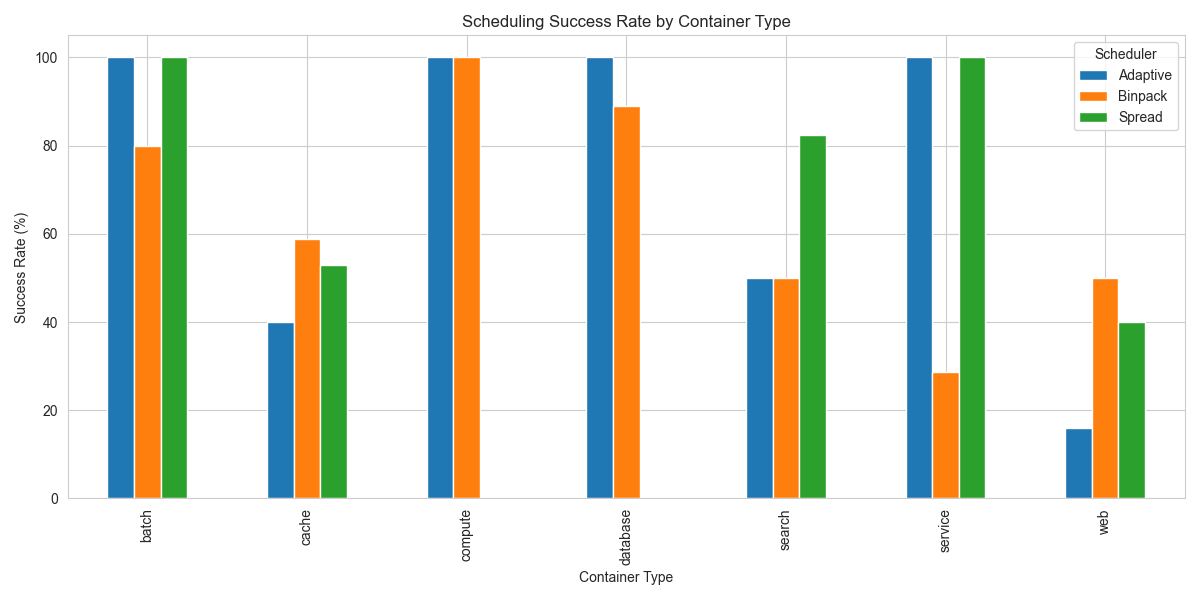 Scheduling Success Rate by Container Type
Success Rate (%)
100
80
60
40
20
0
Scheduler
Adaptive
Binpack
Spread
batch
cache
compute
database
search
service
web
Container Type